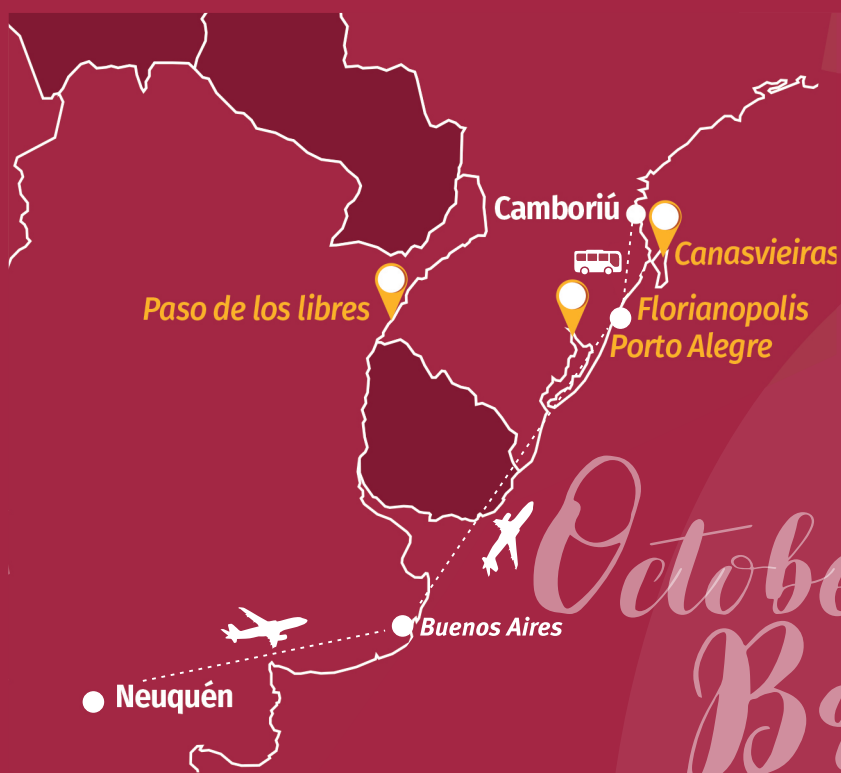 Camboriú
Canasvieiras
Paso de los libres
Florianopolis
Porto Alegre
Buenos Aires
Neuquén